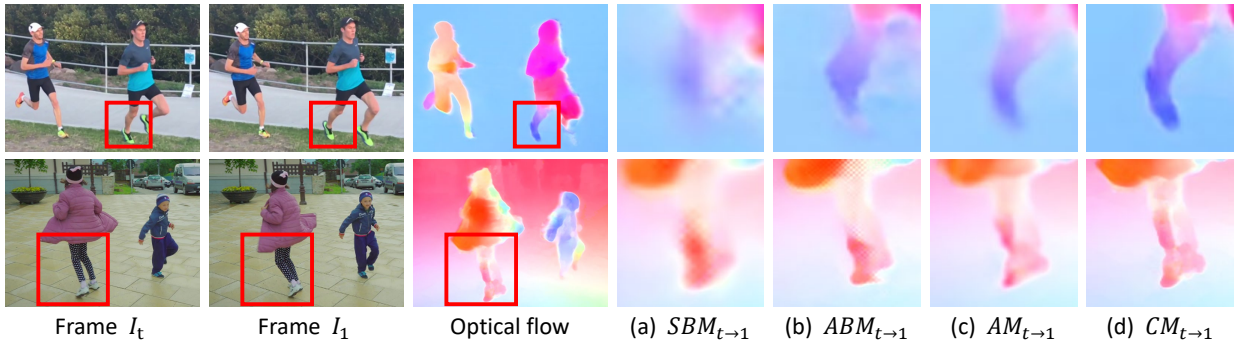 Frame I_t
Frame I_1
Optical flow
(a) SBM_{t→1}
(b) ABM_{t→1}
(c) AM_{t→1}
(d) CM_{t→1}